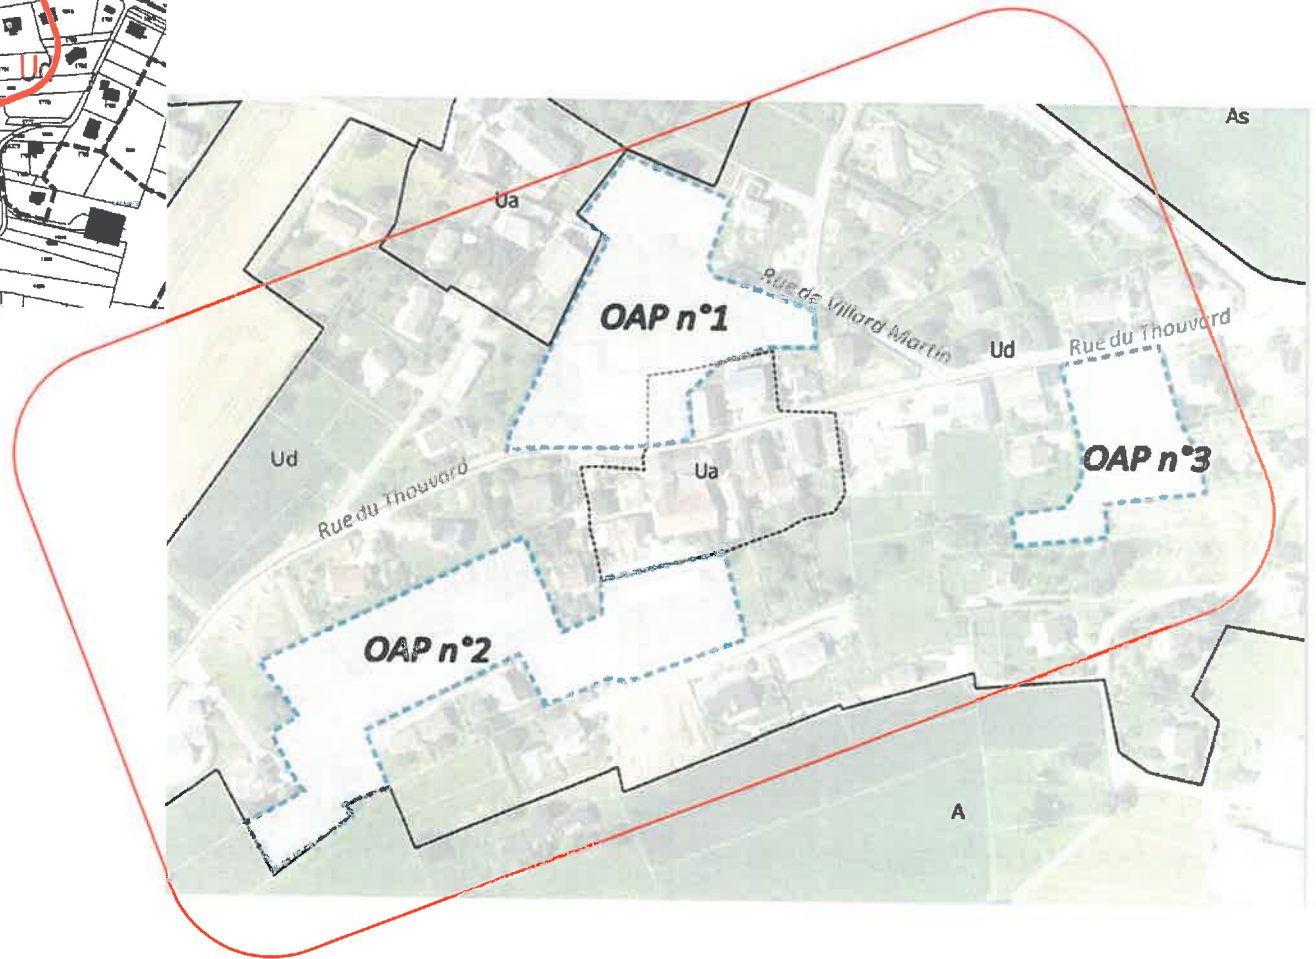 As
Ua
OAP n°1
Rue de Villard Martin
Rue du Thouvard
Ud
OAP n°3
Ud
Ua
Rue du Thouvard
OAP n°2
A